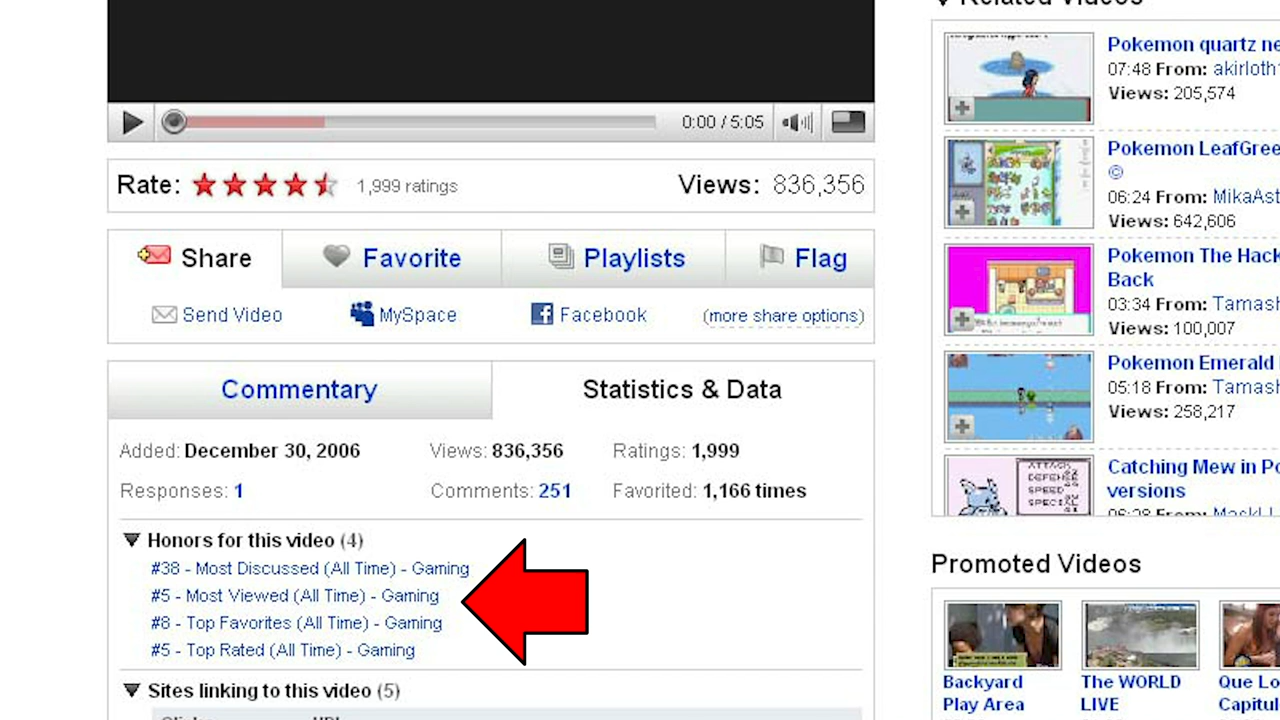 Related Videos
0:00 / 5:05
Rate: 1,999 ratings Views: 836,356
Share Favorite Playlists Flag
Send Video MySpace Facebook (more share options)
Commentary Statistics & Data
Added: December 30, 2006 Views: 836,356 Ratings: 1,999
Responses: 1 Comments: 251 Favorited: 1,166 times
Honors for this video (4)
#38 - Most Discussed (All Time) - Gaming
#5 - Most Viewed (All Time) - Gaming
#8 - Top Favorites (All Time) - Gaming
#5 - Top Rated (All Time) - Gaming
Sites linking to this video (5)
Pokemon quartz ne
07:48 From: akirloth
Views: 205,574
Pokemon LeafGree
©
06:24 From: MikaAst
Views: 642,606
Pokemon The Hack
Back
03:34 From: Tamash
Views: 100,007
Pokemon Emerald
05:18 From: Tamash
Views: 258,217
ATTACK
DEFENSE
SPEED
SPECIAL
Catching Mew in Po
versions
Promoted Videos
Backyard
Play Area
The WORLD
LIVE
Que Lo
Capitul